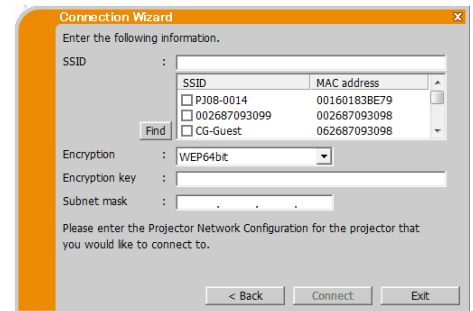 Connection Wizard x
Enter the following information.
SSID :
SSID MAC address
PJ08-0014 00160183BE79
002687093099 002687093098
Find CG-Guest 062687093098
Encryption : WEP64bit
Encryption key :
Subnet mask : . . .
Please enter the Projector Network Configuration for the projector that
you would like to connect to.
< Back Connect Exit